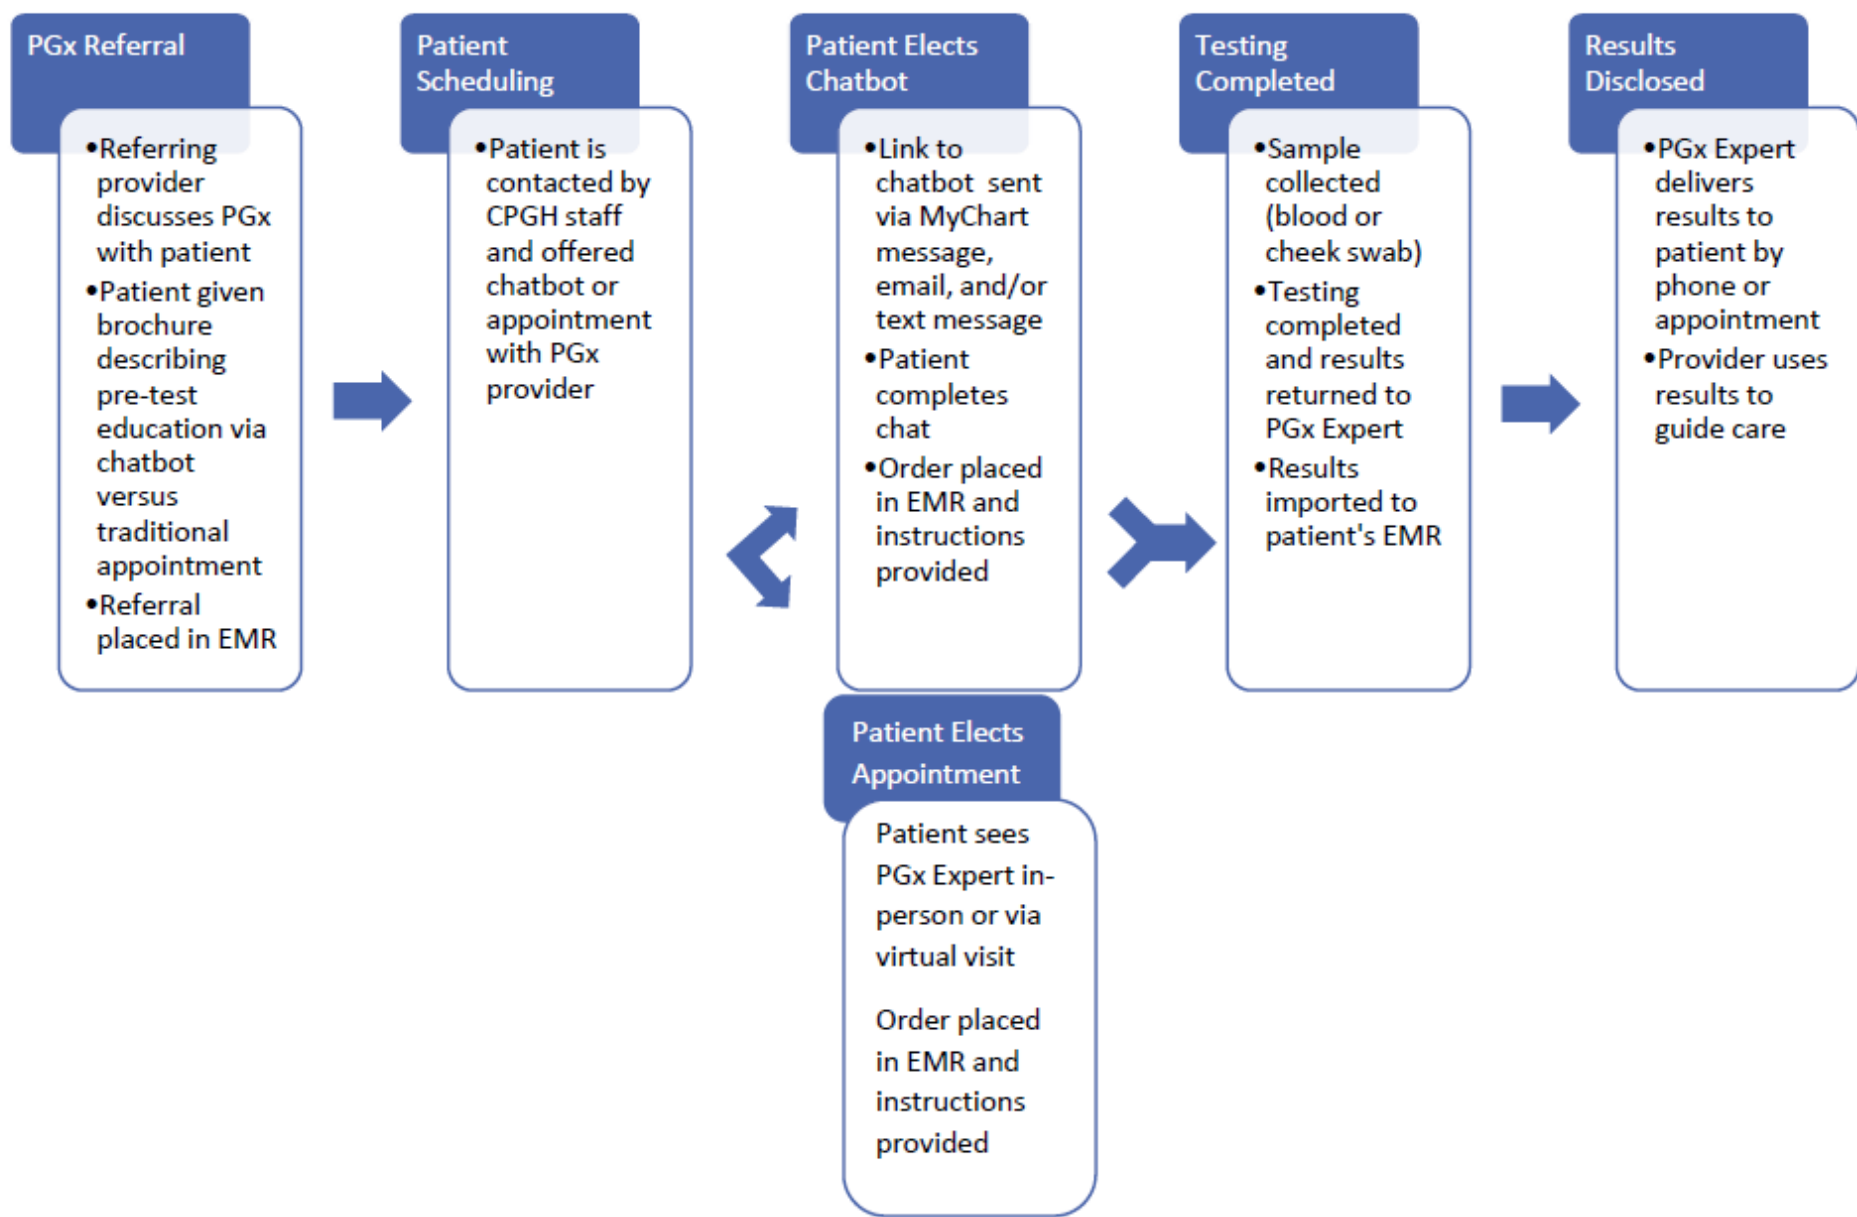 PGx Referral
•Referring
provider
discusses PGx
with patient
•Patient given
brochure
describing
pre-test
education via
chatbot
versus
traditional
appointment
•Referral
placed in EMR
Patient
Scheduling
•Patient is
contacted by
CPGH staff
and offered
chatbot or
appointment
with PGx
provider
Patient Elects
Chatbot
•Link to
chatbot sent
via MyChart
message,
email, and/or
text message
•Patient
completes
chat
•Order placed
in EMR and
instructions
provided
Patient Elects
Appointment
Patient sees
PGx Expert in-
person or via
virtual visit
Order placed
in EMR and
instructions
provided
Testing
Completed
•Sample
collected
(blood or
cheek swab)
•Testing
completed
and results
returned to
PGx Expert
•Results
imported to
patient's EMR
Results
Disclosed
•PGx Expert
delivers
results to
patient by
phone or
appointment
•Provider uses
results to
guide care